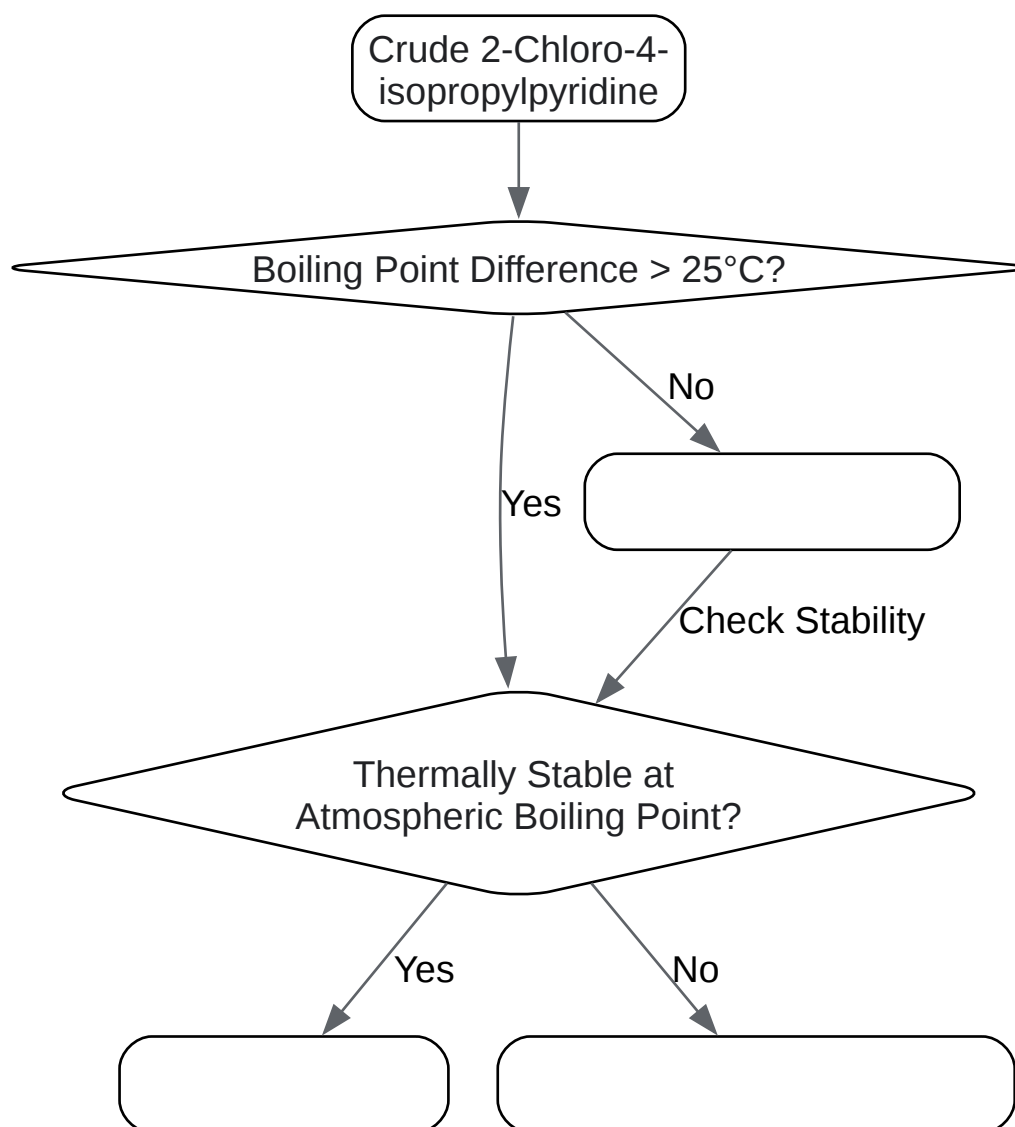 Crude 2-Chloro-4-
isopropylpyridine
Boiling Point Difference > 25°C?
No
Yes
Check Stability
Thermally Stable at
Atmospheric Boiling Point?
Yes
No